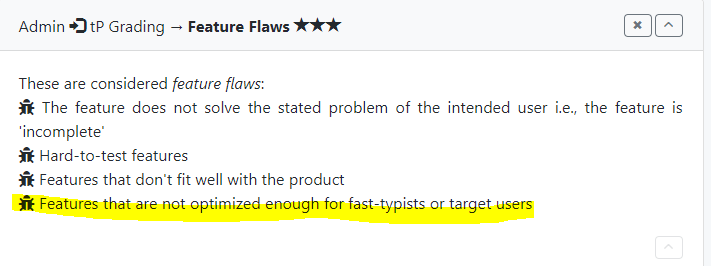 Admin tP Grading → Feature Flaws ★★★
These are considered feature flaws:
The feature does not solve the stated problem of the intended user i.e., the feature is
'incomplete'
Hard-to-test features
Features that don't fit well with the product
Features that are not optimized enough for fast-typists or target users